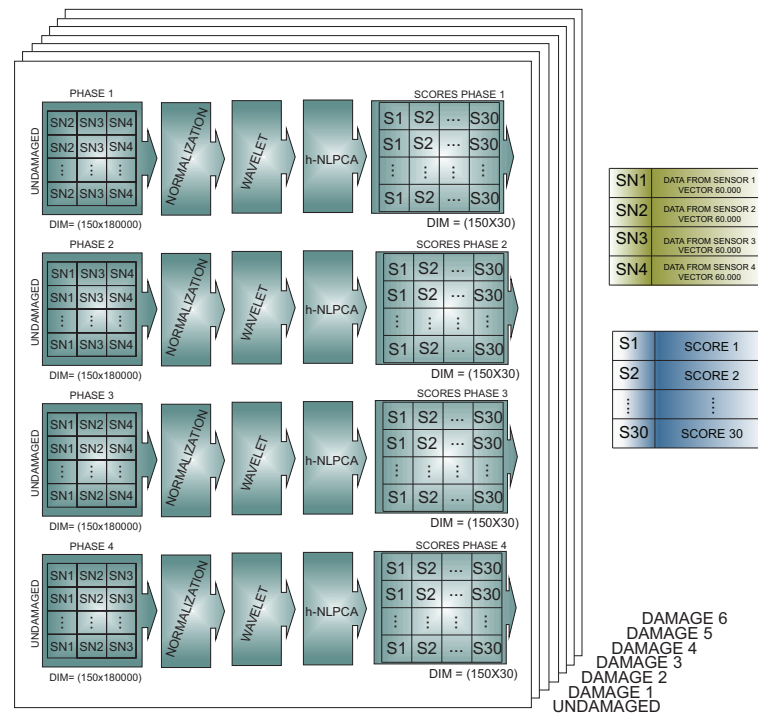 PHASE 1
SCORES PHASE 1
UNDAMAGED
SN2 SN3 SN4
SN2 SN3 SN4
⋮ ⋮ ⋮
SN2 SN3 SN4
NORMALIZATION
WAVELET
h-NLPCA
S1 S2 ... S30
S1 S2 ... S30
⋮ ⋮ ⋮ ⋮
S1 S2 ... S30
DIM= (150x180000)
DIM = (150X30)
PHASE 2
SCORES PHASE 2
UNDAMAGED
SN1 SN3 SN4
SN1 SN3 SN4
⋮ ⋮ ⋮
SN1 SN3 SN4
NORMALIZATION
WAVELET
h-NLPCA
S1 S2 ... S30
S1 S2 ... S30
⋮ ⋮ ⋮ ⋮
S1 S2 ... S30
DIM= (150x180000)
DIM = (150X30)
PHASE 3
SCORES PHASE 3
UNDAMAGED
SN1 SN2 SN4
SN1 SN2 SN4
⋮ ⋮ ⋮
SN1 SN2 SN4
NORMALIZATION
WAVELET
h-NLPCA
S1 S2 ... S30
S1 S2 ... S30
⋮ ⋮ ⋮ ⋮
S1 S2 ... S30
DIM= (150x180000)
DIM = (150X30)
PHASE 4
SCORES PHASE 4
UNDAMAGED
SN1 SN2 SN3
SN1 SN2 SN3
⋮ ⋮ ⋮
SN1 SN2 SN3
NORMALIZATION
WAVELET
h-NLPCA
S1 S2 ... S30
S1 S2 ... S30
⋮ ⋮ ⋮ ⋮
S1 S2 ... S30
DIM= (150x180000)
DIM = (150X30)
SN1 DATA FROM SENSOR 1
VECTOR 60.000
SN2 DATA FROM SENSOR 2
VECTOR 60.000
SN3 DATA FROM SENSOR 3
VECTOR 60.000
SN4 DATA FROM SENSOR 4
VECTOR 60.000
S1 SCORE 1
S2 SCORE 2
⋮ ⋮
S30 SCORE 30
DAMAGE 6
DAMAGE 5
DAMAGE 4
DAMAGE 3
DAMAGE 2
DAMAGE 1
UNDAMAGED